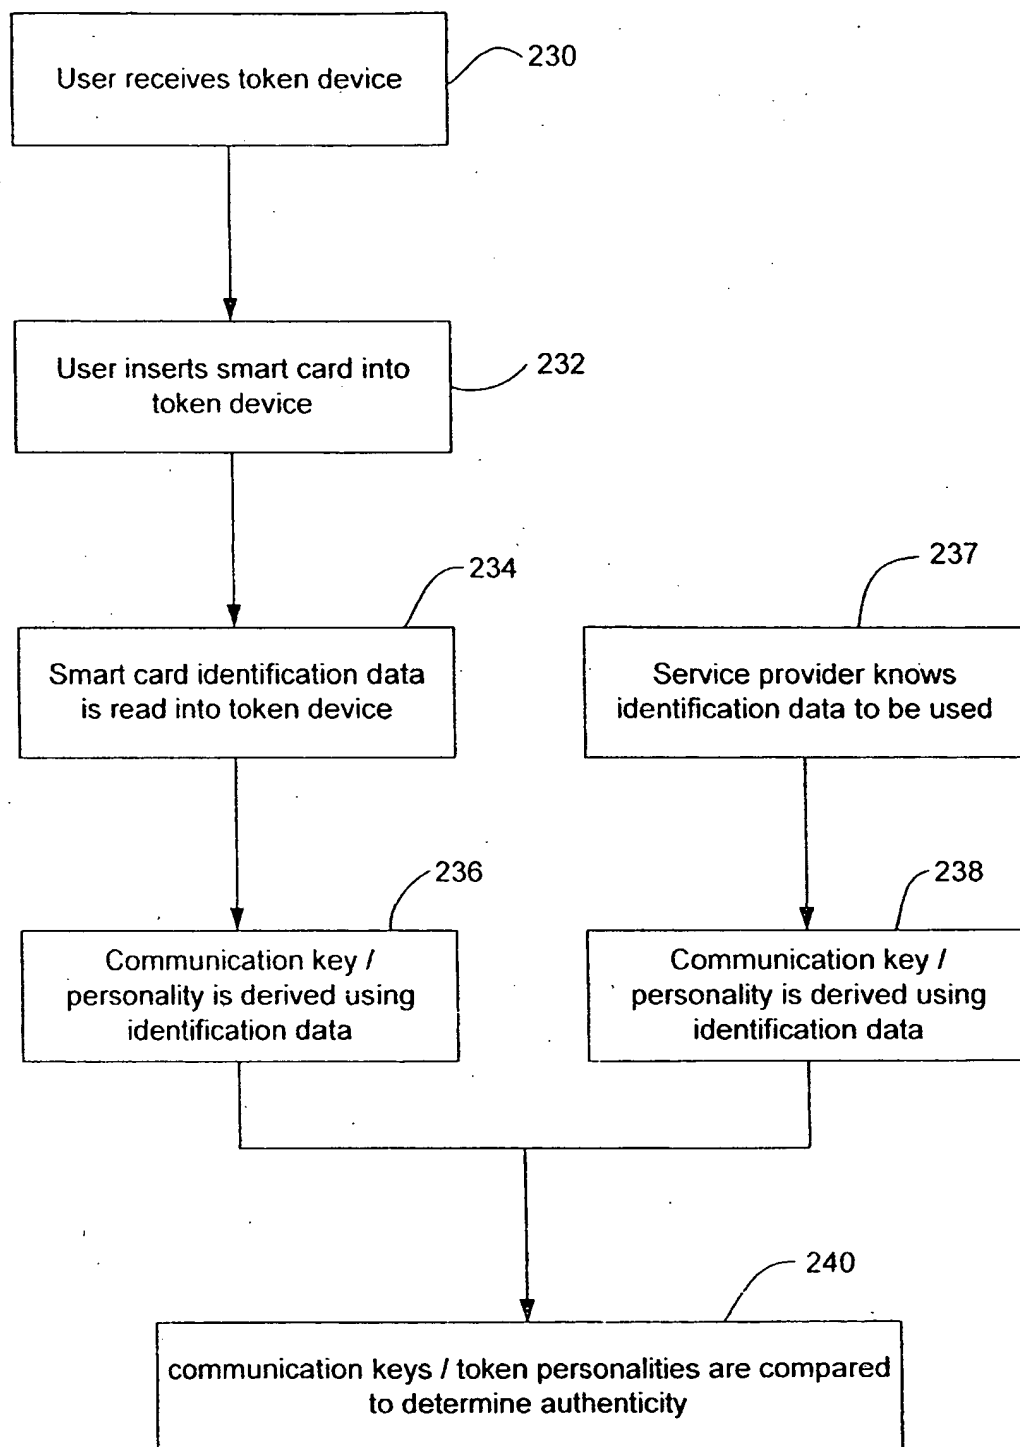 User receives token device
230
User inserts smart card into
token device
232
234
237
Smart card identification data
is read into token device
Service provider knows
identification data to be used
236
238
Communication key /
personality is derived using
identification data
Communication key /
personality is derived using
identification data
240
communication keys / token personalities are compared
to determine authenticity